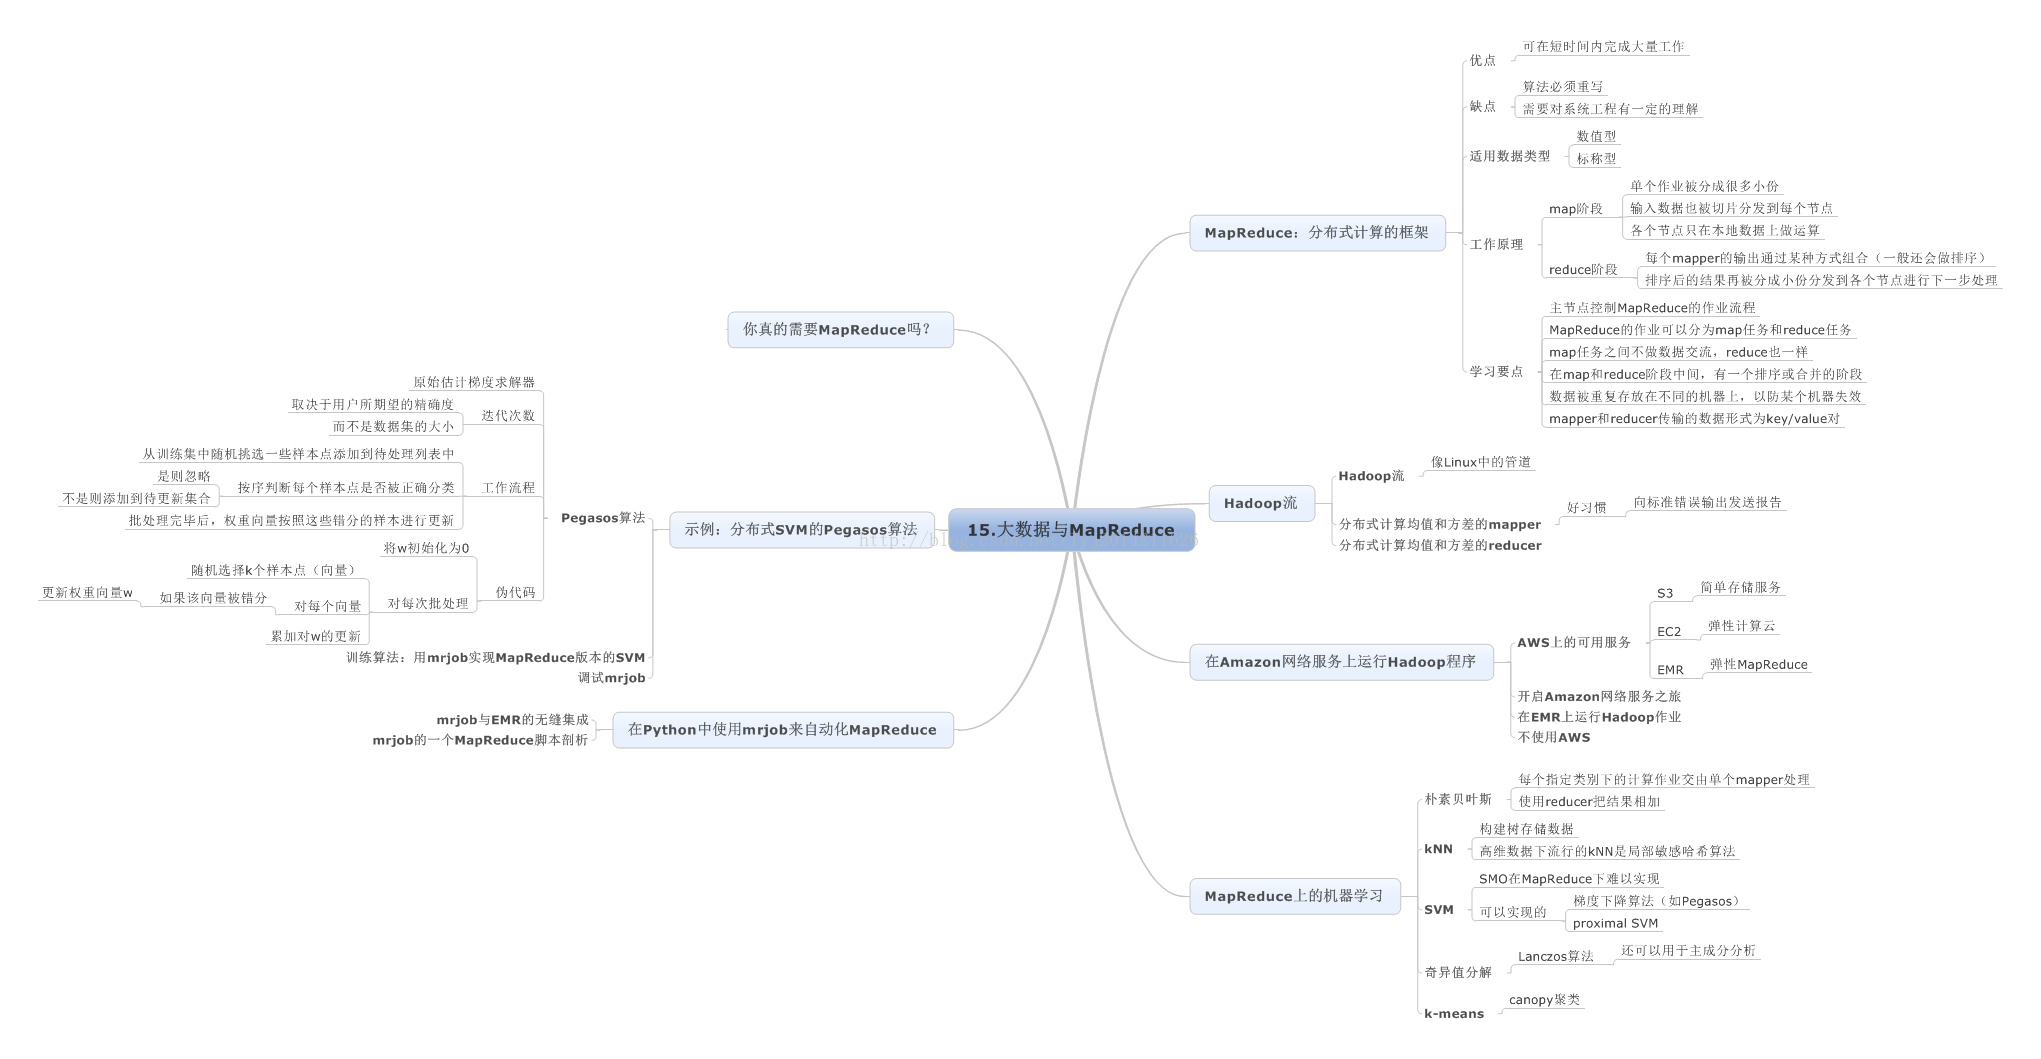 15.大数据与MapReduce
MapReduce：分布式计算的框架
优点
可在短时间内完成大量工作
缺点
算法必须重写
需要对系统工程有一定的理解
适用数据类型
数值型
标称型
工作原理
map阶段
单个作业被分成很多小份
输入数据也被切片分发到每个节点
各个节点只在本地数据上做运算
reduce阶段
每个mapper的输出通过某种方式组合（一般还会做排序）
排序后的结果再被分成小份分发到各个节点进行下一步处理
学习要点
主节点控制MapReduce的作业流程
MapReduce的作业可以分为map任务和reduce任务
map任务之间不做数据交流，reduce也一样
在map和reduce阶段中间，有一个排序或合并的阶段
数据被重复存放在不同的机器上，以防某个机器失效
mapper和reducer传输的数据形式为key/value对
Hadoop流
Hadoop流
像Linux中的管道
分布式计算均值和方差的mapper
好习惯
向标准错误输出发送报告
分布式计算均值和方差的reducer
在Amazon网络服务上运行Hadoop程序
AWS上的可用服务
S3
简单存储服务
EC2
弹性计算云
EMR
弹性MapReduce
开启Amazon网络服务之旅
在EMR上运行Hadoop作业
不使用AWS
MapReduce上的机器学习
朴素贝叶斯
每个指定类别下的计算作业交由单个mapper处理
使用reducer把结果相加
kNN
构建树存储数据
高维数据下流行的kNN是局部敏感哈希算法
SVM
SMO在MapReduce下难以实现
可以实现的
梯度下降算法（如Pegasos）
proximal SVM
奇异值分解
Lanczos算法
还可以用于主成分分析
k-means
canopy聚类
你真的需要MapReduce吗？
示例：分布式SVM的Pegasos算法
Pegasos算法
原始估计梯度求解器
迭代次数
取决于用户所期望的精确度
而不是数据集的大小
工作流程
从训练集中随机挑选一些样本点添加到待处理列表中
按序判断每个样本点是否被正确分类
是则忽略
不是则添加到待更新集合
批处理完毕后，权重向量按照这些错分的样本进行更新
伪代码
将w初始化为0
对每次批处理
随机选择k个样本点（向量）
对每个向量
如果该向量被错分
更新权重向量w
累加对w的更新
训练算法：用mrjob实现MapReduce版本的SVM
调试mrjob
在Python中使用mrjob来自动化MapReduce
mrjob与EMR的无缝集成
mrjob的一个MapReduce脚本剖析